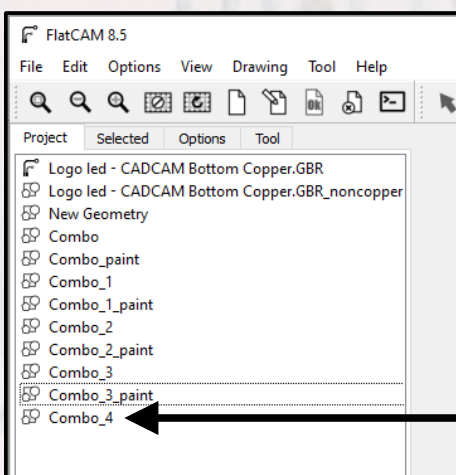 FlatCAM 8.5
File Edit Options View Drawing Tool Help
Ok >_
Project Selected Options Tool
Logo led - CADCAM Bottom Copper.GBR
Logo led - CADCAM Bottom Copper.GBR_noncopper
New Geometry
Combo
Combo_paint
Combo_1
Combo_1_paint
Combo_2
Combo_2_paint
Combo_3
Combo_3_paint
Combo_4